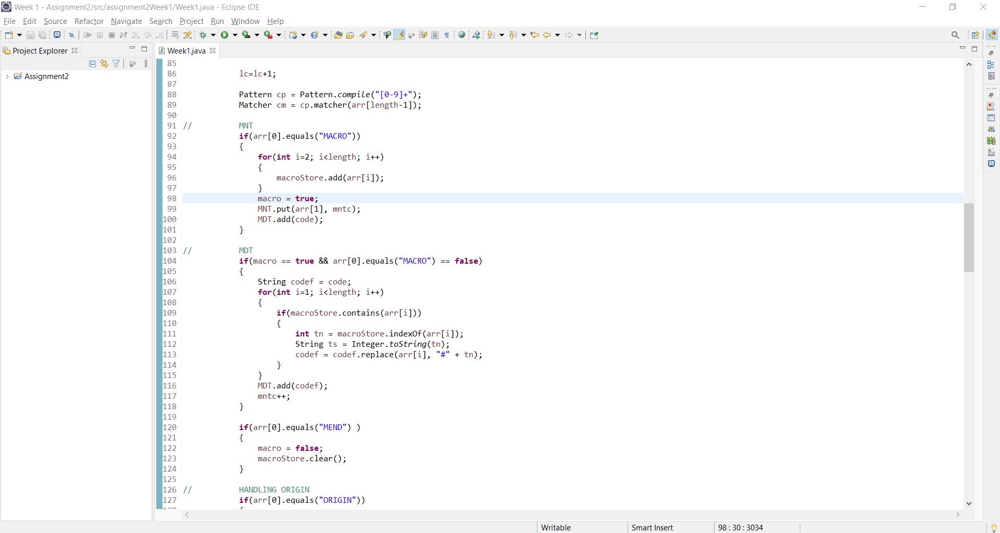 Week 1 - Assignment2/src/assignment2Week1/Week1.java - Eclipse IDE
File Edit Source Refactor Navigate Search Project Run Window Help
Project Explorer
Week1.java
Assignment2
85
86 lc=lc+1;
87
88 Pattern cp = Pattern.compile("[0-9]+");
89 Matcher cm = cp.matcher(arr[length-1]);
90
91 // MNT
92 if(arr[0].equals("MACRO"))
93 {
94 for(int i=2; i<length; i++)
95 {
96 macroStore.add(arr[i]);
97 }
98 macro = true;
99 MNT.put(arr[1], mntc);
100 MDT.add(code);
101 }
102
103 // MDT
104 if(macro == true && arr[0].equals("MACRO") == false)
105 {
106 String codef = code;
107 for(int i=1; i<length; i++)
108 {
109 if(macroStore.contains(arr[i]))
110 {
111 int tn = macroStore.indexOf(arr[i]);
112 String ts = Integer.toString(tn);
113 codef = codef.replace(arr[i], "#" + tn);
114 }
115 }
116 MDT.add(codef);
117 mntc++;
118 }
119
120 if(arr[0].equals("MEND") )
121 {
122 macro = false;
123 macroStore.clear();
124 }
125
126 // HANDLING ORIGIN
127 if(arr[0].equals("ORIGIN"))
Writable Smart Insert 98 : 30 : 3034